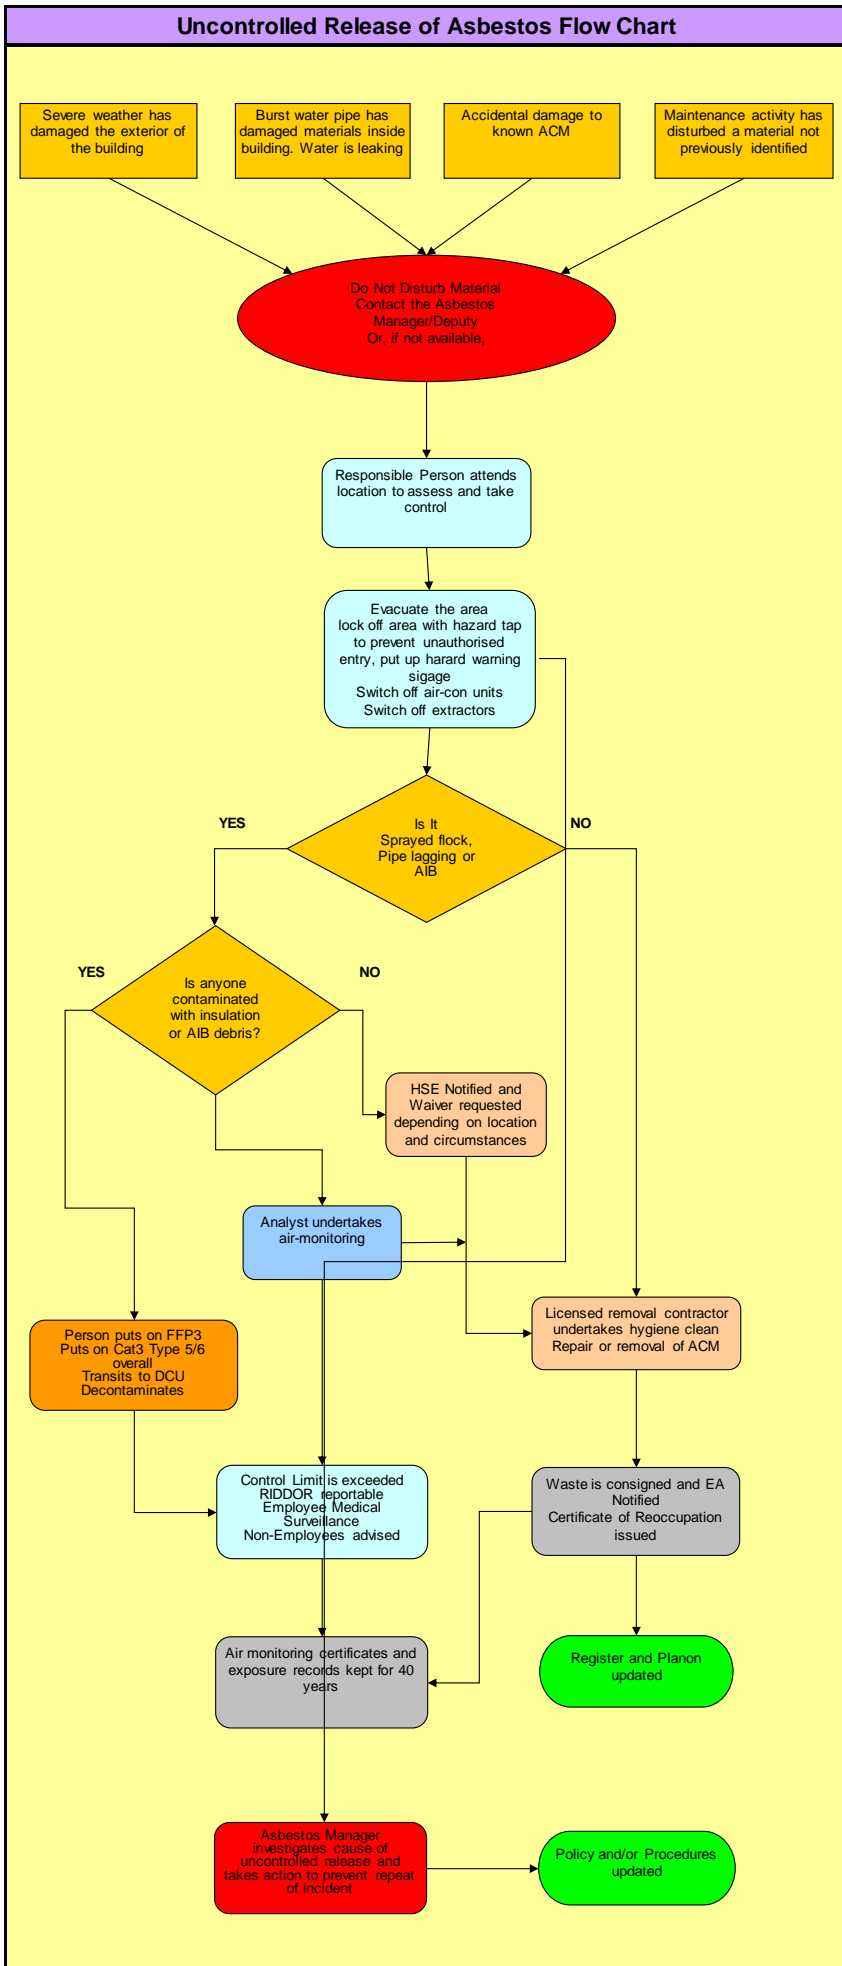 Uncontrolled Release of Asbestos Flow Chart
Severe weather has
damaged the exterior of
the building
Burst water pipe has
damaged materials inside
building. Water is leaking
Accidental damage to
known ACM
Maintenance activity has
disturbed a material not
previously identified
Do Not Disturb Material
Contact the Asbestos
Manager/Deputy
Or, if not available,
Responsible Person attends
location to assess and take
control
Evacuate the area
lock off area with hazard tap
to prevent unauthorised
entry, put up harard warning
sigage
Switch off air-con units
Switch off extractors
YES
Is It
Sprayed flock,
Pipe lagging or
AIB
NO
YES
Is anyone
contaminated
with insulation
or AIB debris?
NO
HSE Notified and
Waiver requested
depending on location
and circumstances
Analyst undertakes
air-monitoring
Person puts on FFP3
Puts on Cat3 Type 5/6
overall
Transits to DCU
Decontaminates
Licensed removal contractor
undertakes hygiene clean
Repair or removal of ACM
Control Limit is exceeded
RIDDOR reportable
Employee Medical
Surveillance
Non-Employees advised
Waste is consigned and EA
Notified
Certificate of Reoccupation
issued
Air monitoring certificates and
exposure records kept for 40
years
Register and Planon
updated
Asbestos Manager
investigates cause of
uncontrolled release and
takes action to prevent repeat
of incident
Policy and/or Procedures
updated